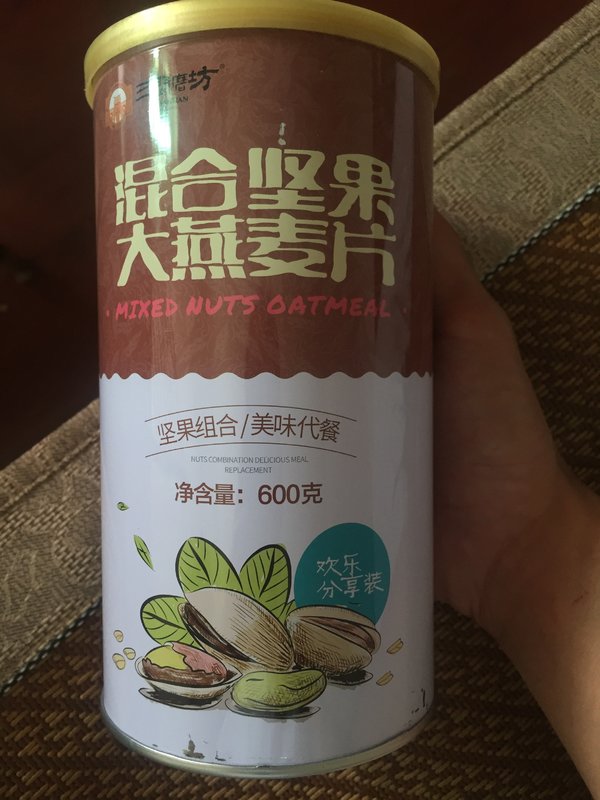 混合坚果
大燕麦片
MIXED NUTS OATMEAL
坚果组合/美味代餐
NUTS COMBINATION DELICIOUS MEAL
REPLACEMENT
净含量：600克
欢乐
分享装